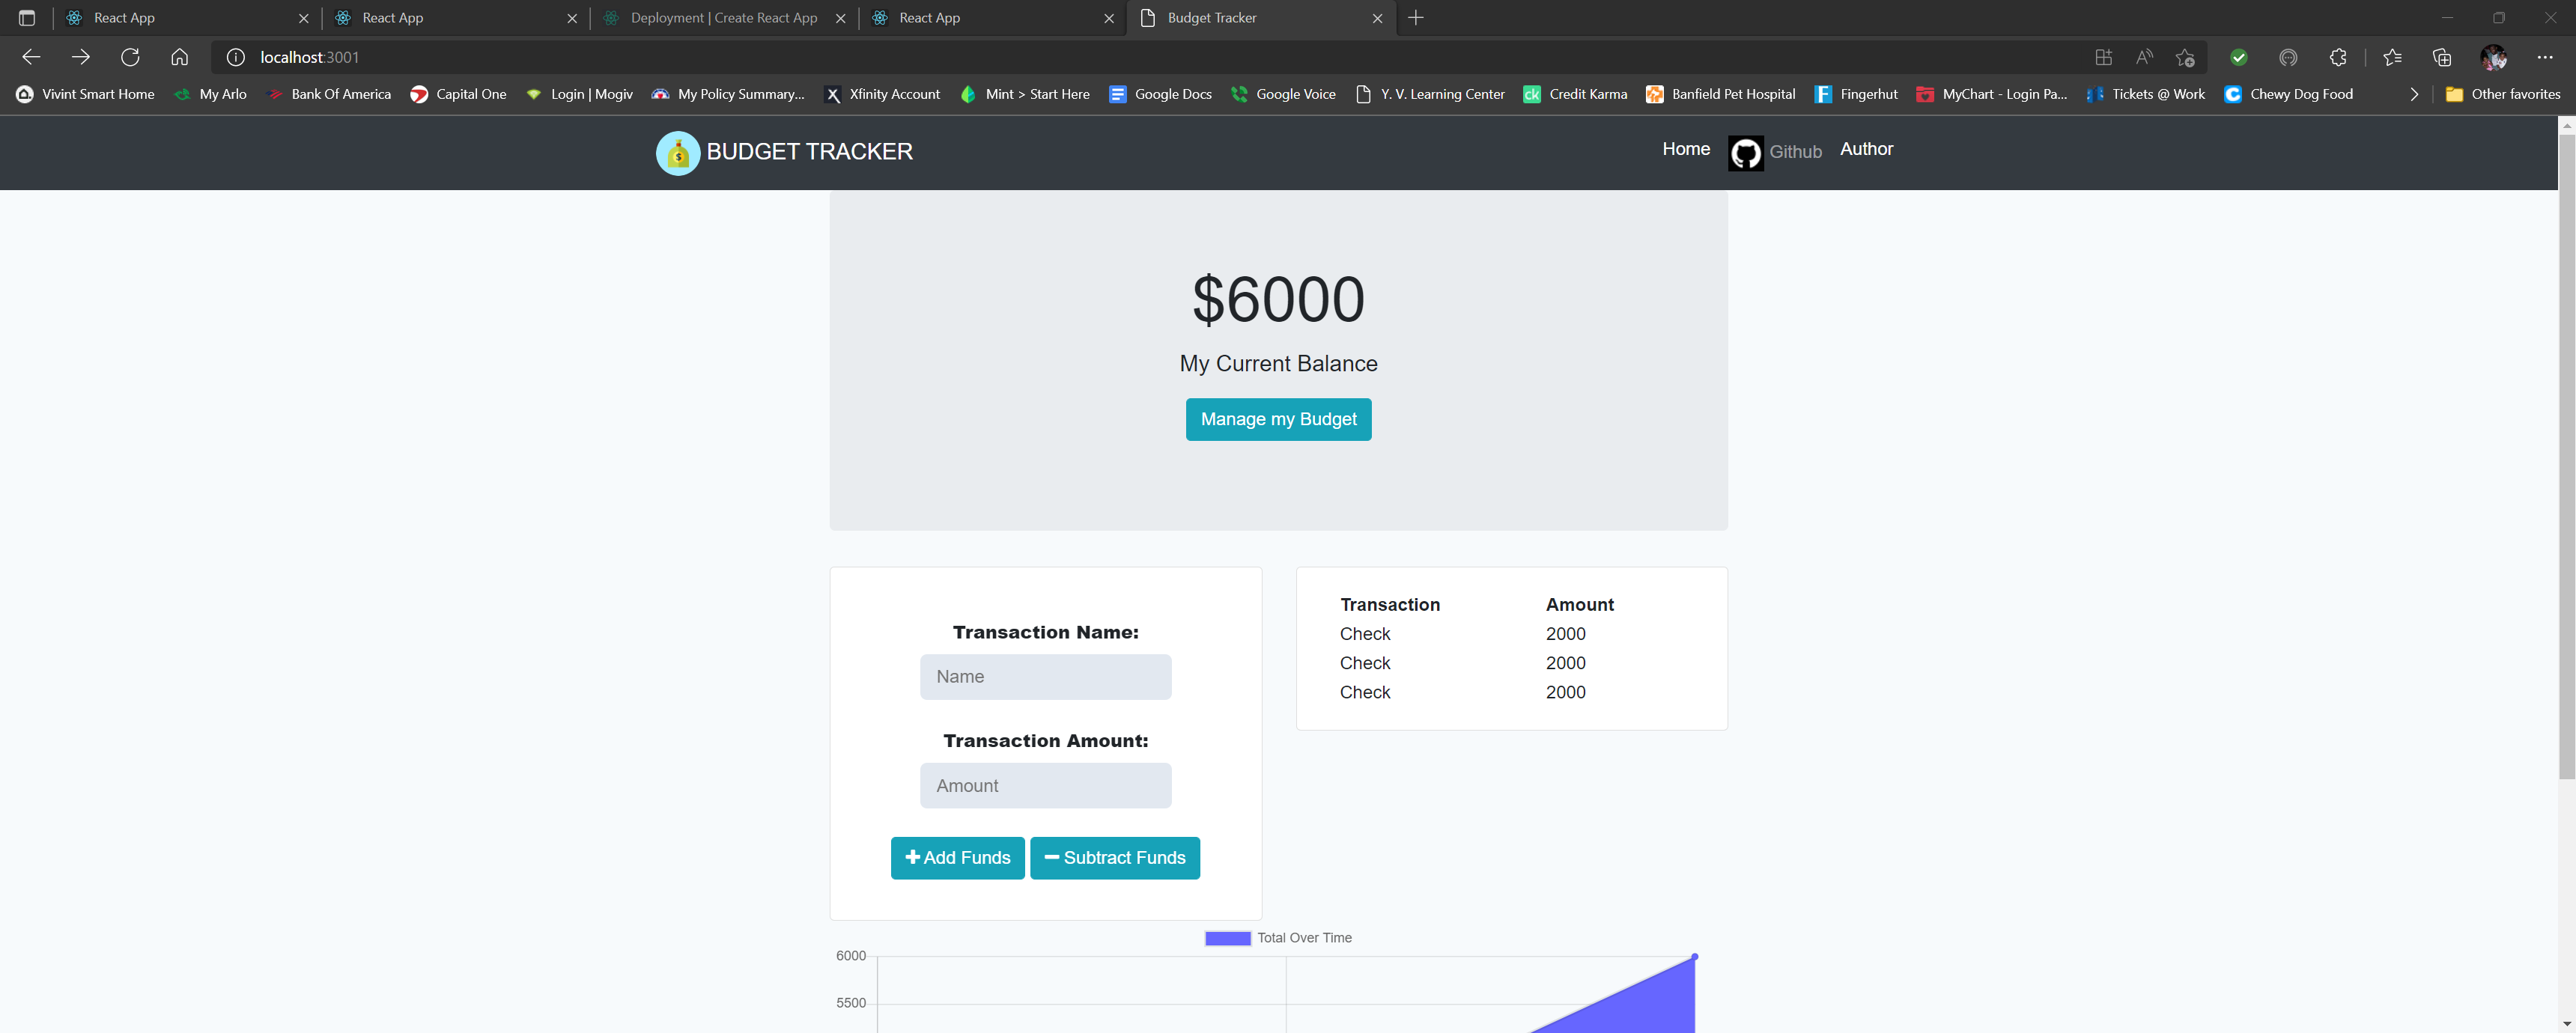 React App
React App
Deployment | Create React App
React App
Budget Tracker
localhost:3001
Vivint Smart Home
My Arlo
Bank Of America
Capital One
Login | Mogiv
My Policy Summary...
Xfinity Account
Mint > Start Here
Google Docs
Google Voice
Y. V. Learning Center
Credit Karma
Banfield Pet Hospital
Fingerhut
MyChart - Login Pa...
Tickets @ Work
Chewy Dog Food
Other favorites
BUDGET TRACKER
Home
Github
Author
$6000
My Current Balance
Manage my Budget
Transaction Name:
Name
Transaction Amount:
Amount
Add Funds
Subtract Funds
Transaction Amount
Check 2000
Check 2000
Check 2000
Total Over Time
6000
5500